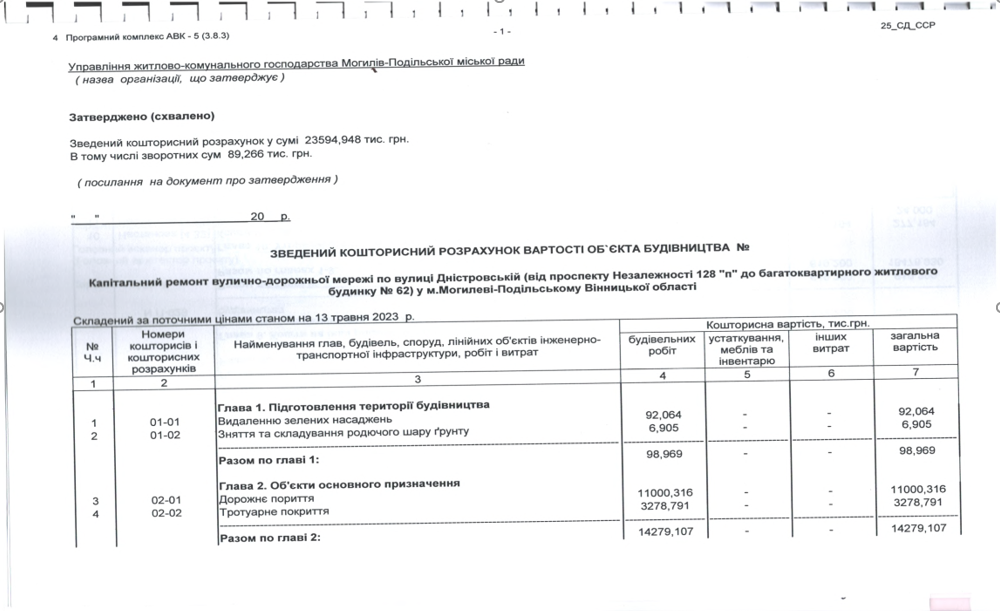 4 Програмний комплекс АВК - 5 (3.8.3)
- 1 -
25_СД_ССР
Управління житлово-комунального господарства Могилів-Подільської міської ради
( назва організації, що затверджує )
Затверджено (схвалено)
Зведений кошторисний розрахунок у сумі 23594,948 тис. грн.
В тому числі зворотних сум 89,266 тис. грн.
( посилання на документ про затвердження )
" " 20 р.
ЗВЕДЕНИЙ КОШТОРИСНИЙ РОЗРАХУНОК ВАРТОСТІ ОБ`ЄКТА БУДІВНИЦТВА №
Капітальний ремонт вулично-дорожньої мережі по вулиці Дністровській (від проспекту Незалежності 128 "п" до багатоквартирного житлового
будинку № 62) у м.Могилеві-Подільському Вінницької області
Складений за поточними цінами станом на 13 травня 2023 р.
№ Ч.ч
Номери кошторисів і кошторисних розрахунків
Найменування глав, будівель, споруд, лінійних об'єктів інженерно-транспортної інфраструктури, робіт і витрат
Кошторисна вартість, тис.грн.
будівельних робіт
устаткування, меблів та інвентарю
інших витрат
загальна вартість
1 2 3 4 5 6 7
Глава 1. Підготовлення території будівництва
1 01-01 Видаленню зелених насаджень 92,064 - - 92,064
2 01-02 Зняття та складування родючого шару ґрунту 6,905 - - 6,905
Разом по главі 1: 98,969 - - 98,969
Глава 2. Об'єкти основного призначення
3 02-01 Дорожнє пориття 11000,316 - - 11000,316
4 02-02 Тротуарне покриття 3278,791 - - 3278,791
Разом по главі 2: 14279,107 - - 14279,107